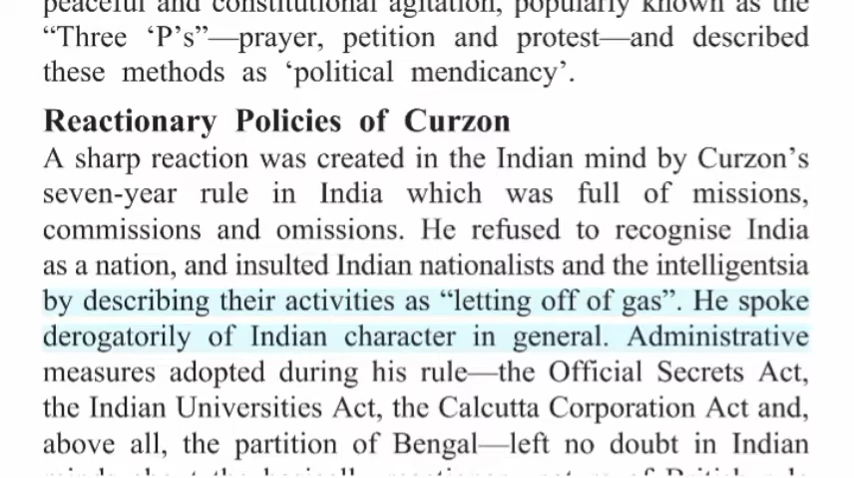 peaceful and constitutional agitation, popularly known as the
“Three ‘P’s”—prayer, petition and protest—and described
these methods as ‘political mendicancy’.
Reactionary Policies of Curzon
A sharp reaction was created in the Indian mind by Curzon’s
seven-year rule in India which was full of missions,
commissions and omissions. He refused to recognise India
as a nation, and insulted Indian nationalists and the intelligentsia
by describing their activities as “letting off of gas”. He spoke
derogatorily of Indian character in general. Administrative
measures adopted during his rule—the Official Secrets Act,
the Indian Universities Act, the Calcutta Corporation Act and,
above all, the partition of Bengal—left no doubt in Indian